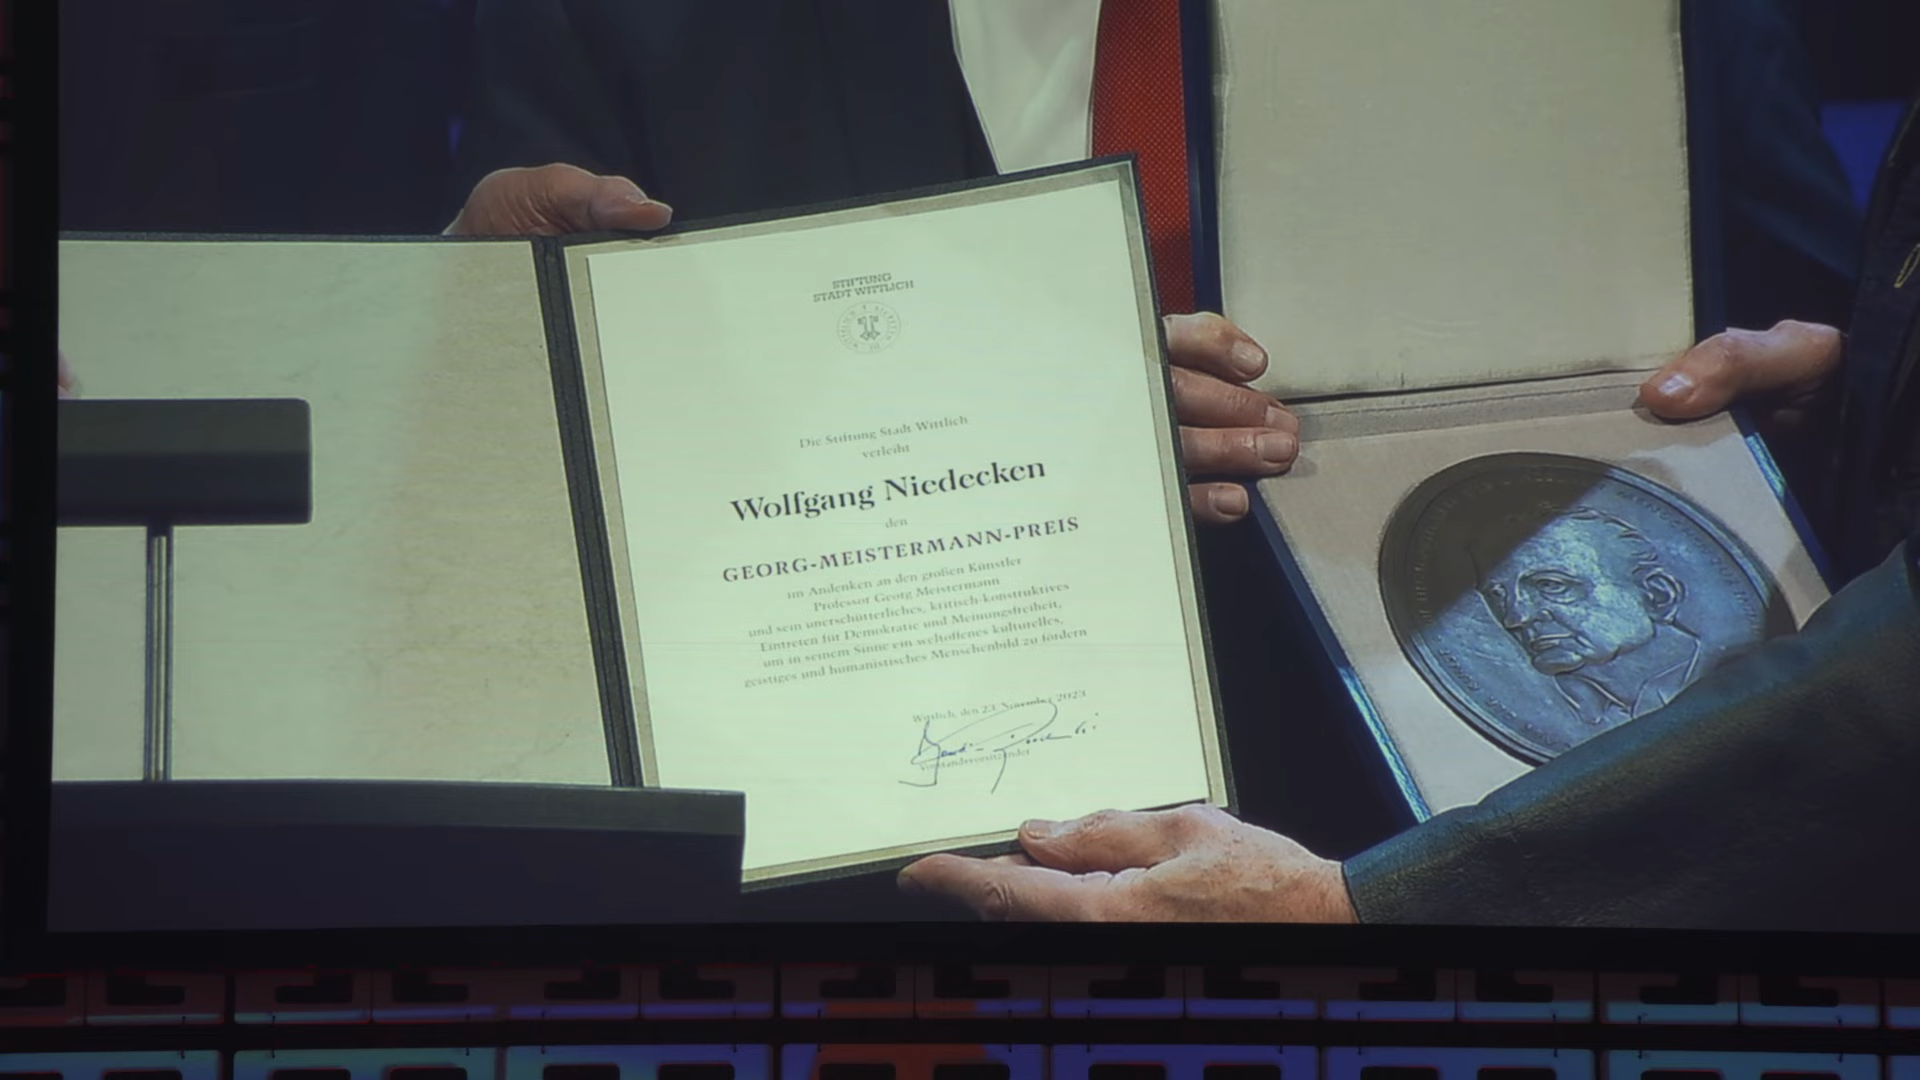 STIFTUNG
STADT WITTLICH
Die Stiftung Stadt Wittlich
verleiht
Wolfgang Niedecken
den
GEORG-MEISTERMANN-PREIS
im Andenken an den großen Künstler
Professor Georg Meistermann
und sein unerschütterliches, kritisch-konstruktives
Eintreten für Demokratie und Meinungsfreiheit,
um in seinem Sinne ein weltoffenes kulturelles,
geistiges und humanistisches Menschenbild zu fördern
Wittlich, den 23. November 2023
Vorstandsvorsitzender